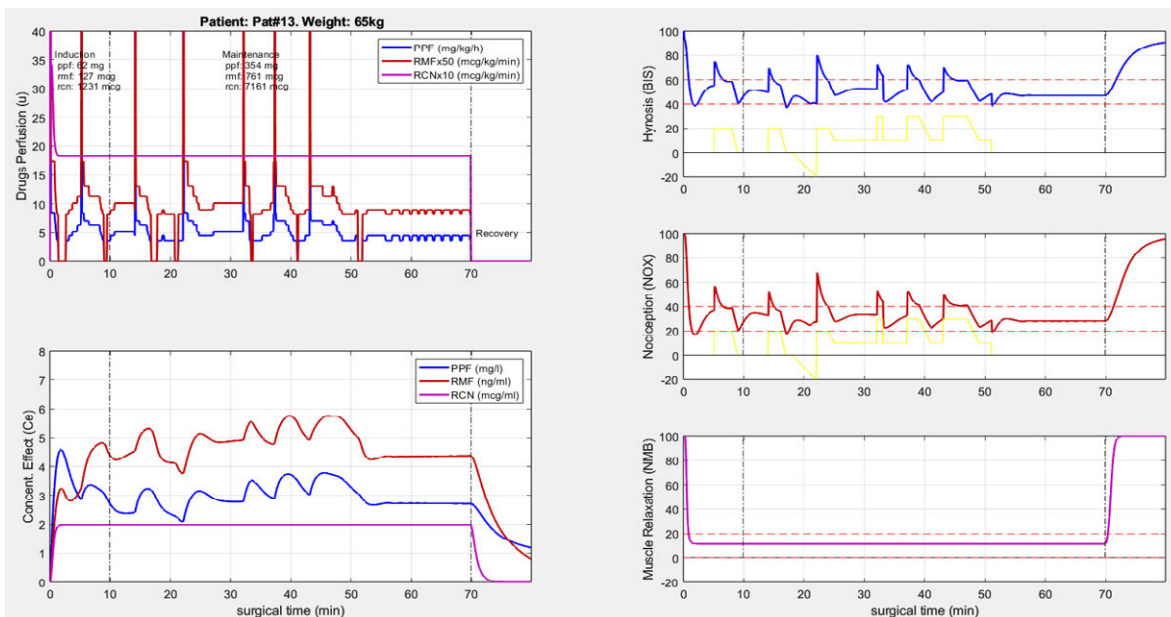 Patient: Pat#13. Weight: 65kg
40
35
30
25
20
15
10
5
0
Drugs Perfusion (u)
Induction
ppf: 62 mg
rmf: 127 mcg
rcn: 1231 mcg
Maintenance
ppf: 354 mg
rmf: 761 mcg
rcn: 7161 mcg
PPF (mg/kg/h)
RMFx50 (mcg/kg/min)
RCNx10 (mcg/kg/min)
Recovery
0 10 20 30 40 50 60 70
8
7
6
5
4
3
2
1
0
Concent. Effect (Ce)
PPF (mg/l)
RMF (ng/ml)
RCN (mcg/ml)
0 10 20 30 40 50 60 70
surgical time (min)
100
80
60
40
20
0
-20
Hynosis (BIS)
0 10 20 30 40 50 60 70
100
80
60
40
20
0
-20
Nociception (NOX)
0 10 20 30 40 50 60 70
100
80
60
40
20
0
-20
Muscle Relaxation (NMB)
0 10 20 30 40 50 60 70
surgical time (min)